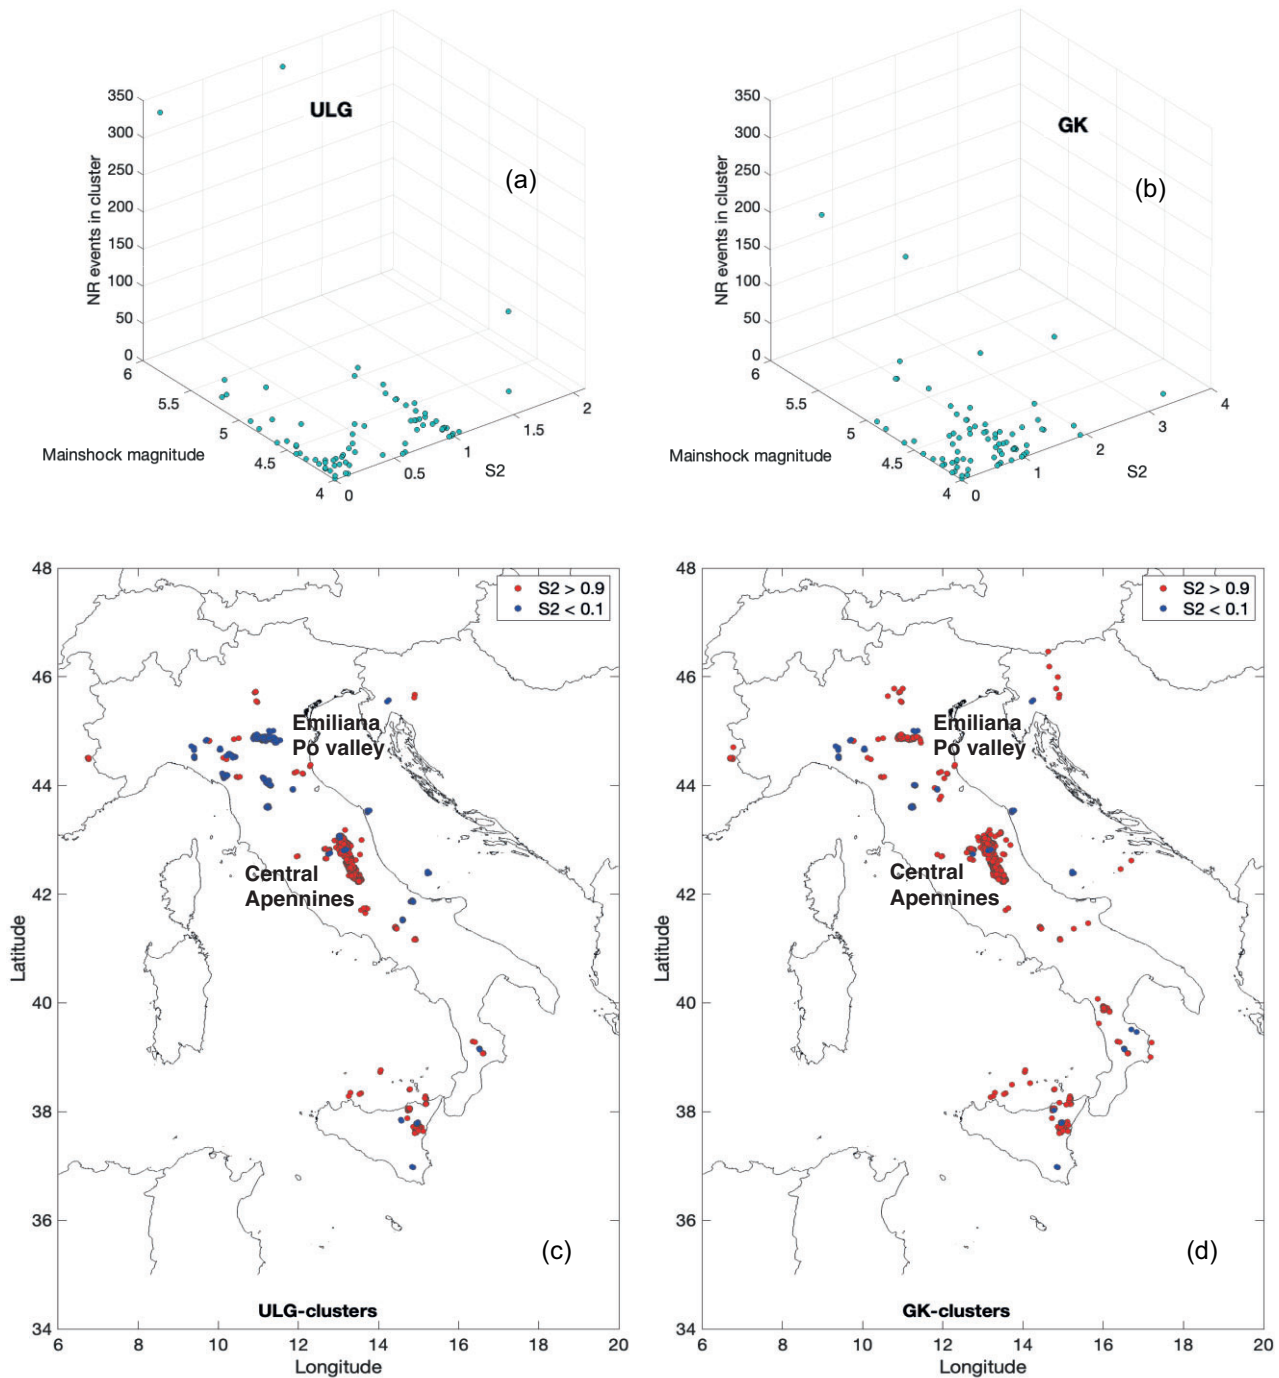 350
300
250
200
150
100
50
0
NR events in cluster
ULG
(a)
6
5.5
5
4.5
4
Mainshock magnitude
0
0.5
1
1.5
2
S2
350
300
250
200
150
100
50
0
NR events in cluster
GK
(b)
6
5.5
5
4.5
4
Mainshock magnitude
0
1
2
3
4
S2
48
46
44
42
40
38
36
34
Latitude
S2 > 0.9
S2 < 0.1
Emiliana
Po valley
Central
Apennines
(c)
ULG-clusters
6 8 10 12 14 16 18 20
Longitude
48
46
44
42
40
38
36
34
Latitude
S2 > 0.9
S2 < 0.1
Emiliana
Po valley
Central
Apennines
(d)
GK-clusters
6 8 10 12 14 16 18 20
Longitude